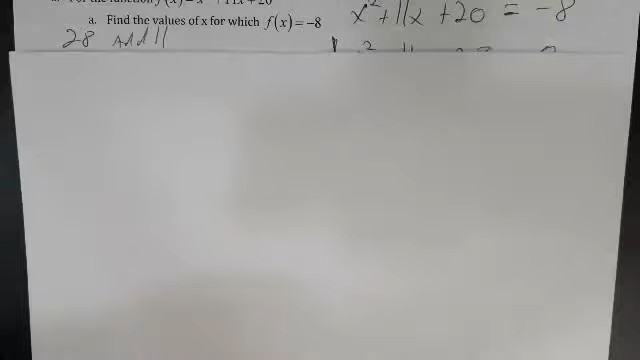 a. Find the values of x for which f(x) = -8
x² + 11x + 20 = -8
28 Add 11